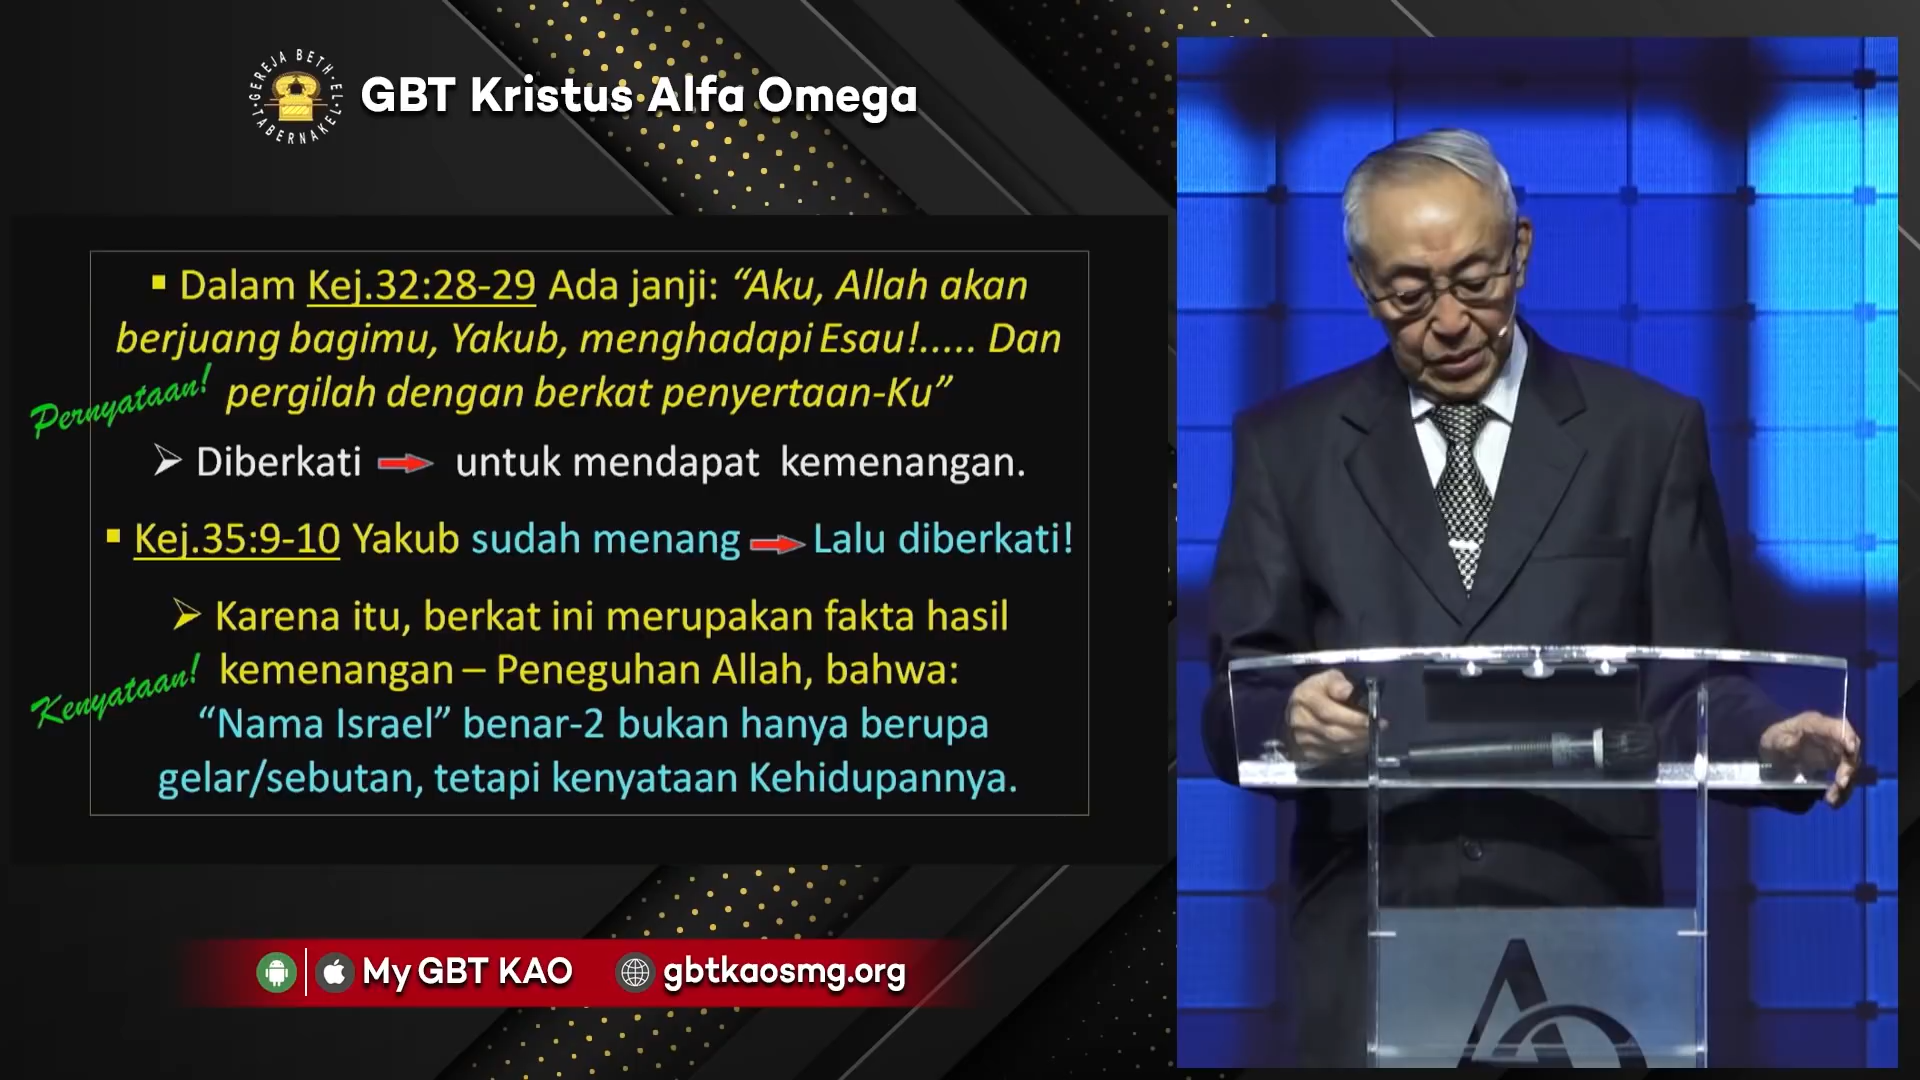 GEREJA BETH-EL TABERNAKEL
GBT Kristus Alfa Omega
▪ Dalam Kej.32:28-29 Ada janji: “Aku, Allah akan
berjuang bagimu, Yakub, menghadapi Esau!..... Dan
pergilah dengan berkat penyertaan-Ku”
Pernyataan!
➢ Diberkati → untuk mendapat kemenangan.
▪ Kej.35:9-10 Yakub sudah menang → Lalu diberkati!
➢ Karena itu, berkat ini merupakan fakta hasil
kemenangan – Peneguhan Allah, bahwa:
Kenyataan!
“Nama Israel” benar-2 bukan hanya berupa
gelar/sebutan, tetapi kenyataan Kehidupannya.
My GBT KAO
gbtkaosmg.org